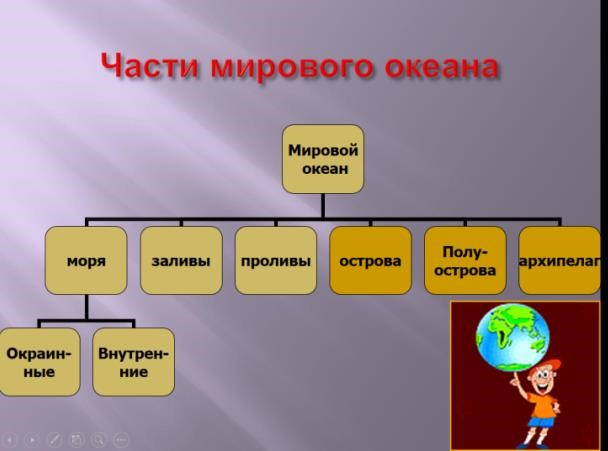 Части мирового океана
Мировой
океан
моря
заливы
проливы
острова
Полу-
острова
архипелаг
Окраин-
ные
Внутрен-
ние